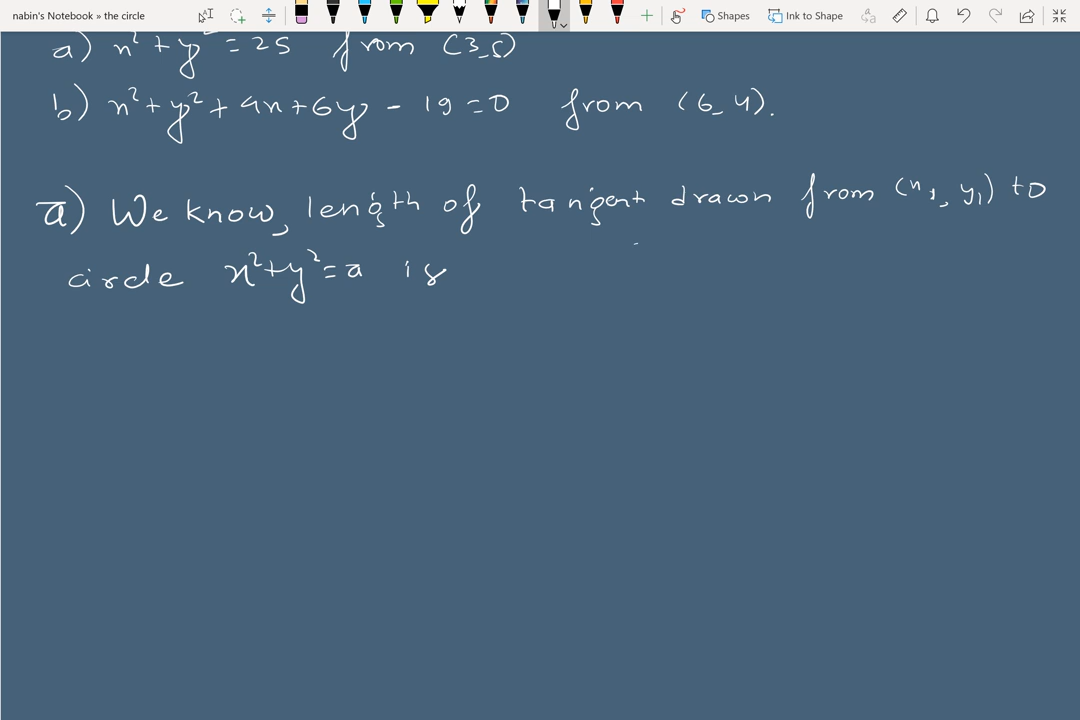 nabin's Notebook » the circle
Shapes
Ink to Shape
a) x² + y² = 25 from (3,5)
b) x² + y² + 4x + 6y - 19 = 0 from (6,4).
a) We know, length of tangent drawn from (x₁, y₁) to
circle x² + y² = a is